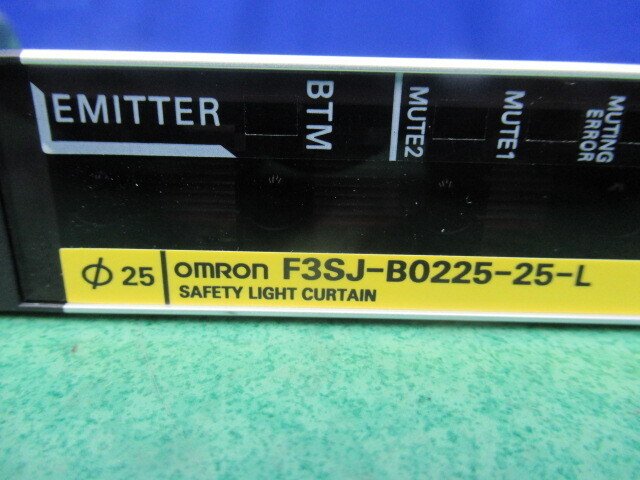 EMITTER
BTM
MUTE2
MUTE1
MUTING
ERROR
Φ 25
omron F3SJ-B0225-25-L
SAFETY LIGHT CURTAIN